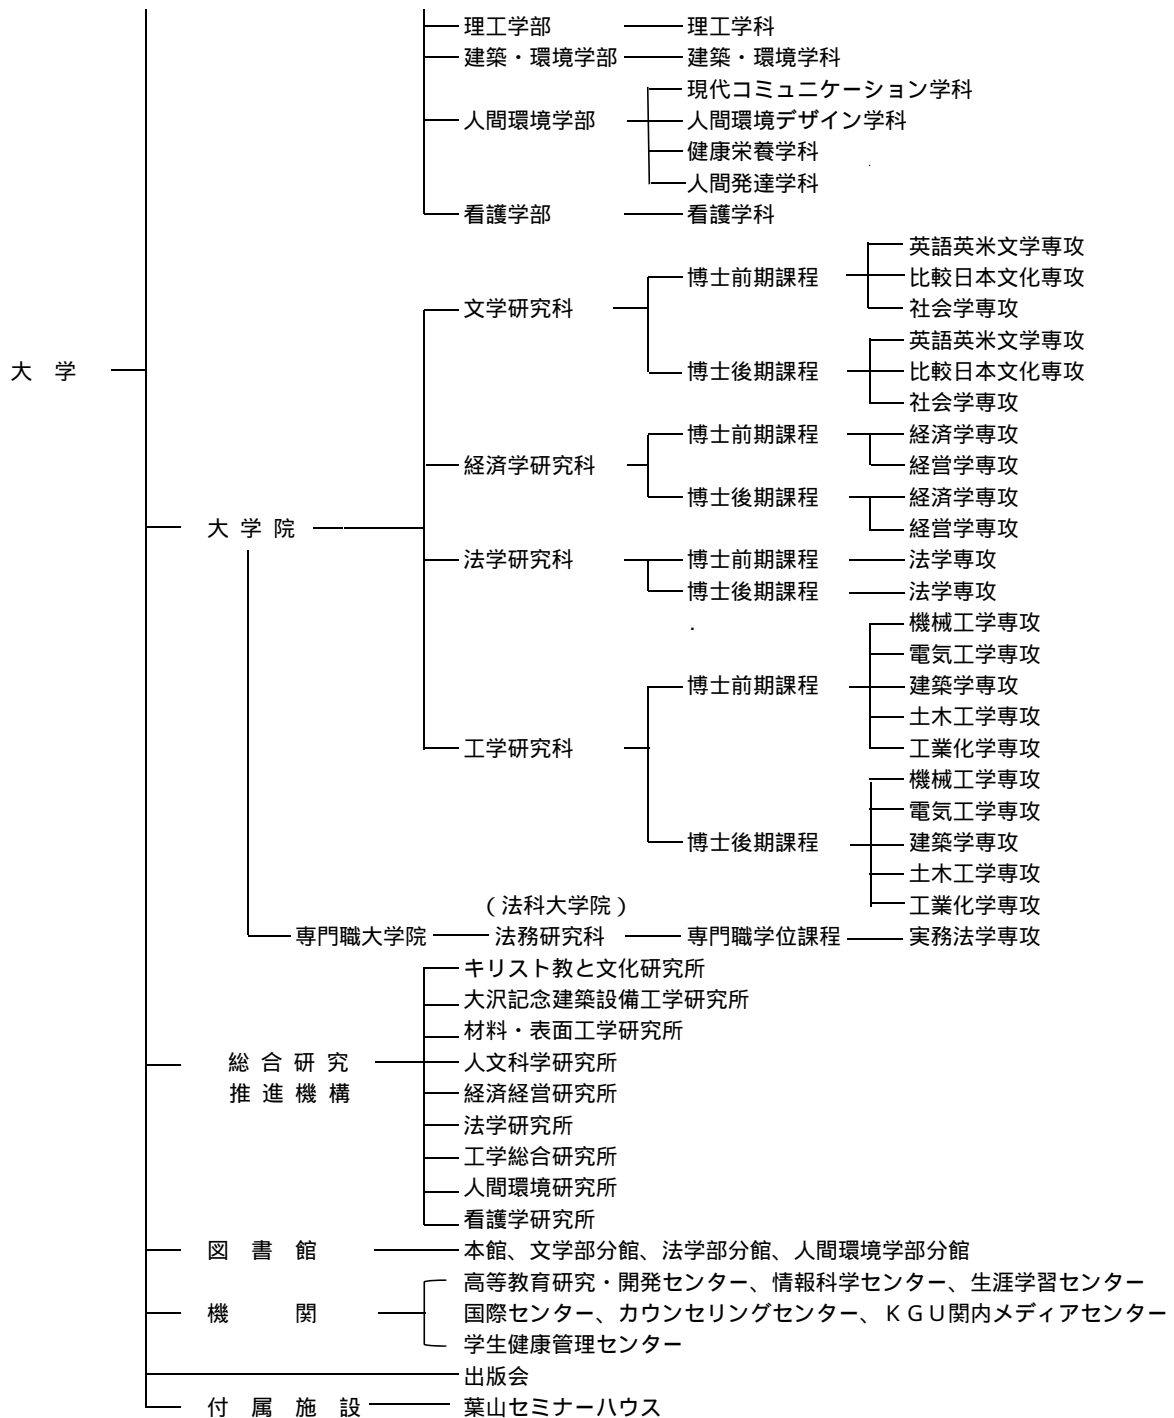 理工学部 理工学科
建築・環境学部 建築・環境学科
現代コミュニケーション学科
人間環境学部 人間環境デザイン学科
健康栄養学科
人間発達学科
看護学部 看護学科
英語英米文学専攻
博士前期課程 比較日本文化専攻
文学研究科 社会学専攻
英語英米文学専攻
大学 博士後期課程 比較日本文化専攻
社会学専攻
博士前期課程 経済学専攻
経済学研究科 経営学専攻
博士後期課程 経済学専攻
大学院 経営学専攻
法学研究科 博士前期課程 法学専攻
博士後期課程 法学専攻
機械工学専攻
電気工学専攻
博士前期課程 建築学専攻
土木工学専攻
工学研究科 工業化学専攻
機械工学専攻
電気工学専攻
博士後期課程 建築学専攻
土木工学専攻
(法科大学院) 工業化学専攻
専門職大学院 法務研究科 専門職学位課程 実務法学専攻
キリスト教と文化研究所
大沢記念建築設備工学研究所
材料・表面工学研究所
総合研究 人文科学研究所
推進機構 経済経営研究所
法学研究所
工学総合研究所
人間環境研究所
看護学研究所
図書館 本館、文学部分館、法学部分館、人間環境学部分館
高等教育研究・開発センター、情報科学センター、生涯学習センター
機関 国際センター、カウンセリングセンター、KGU関内メディアセンター
学生健康管理センター
出版会
付属施設 葉山セミナーハウス